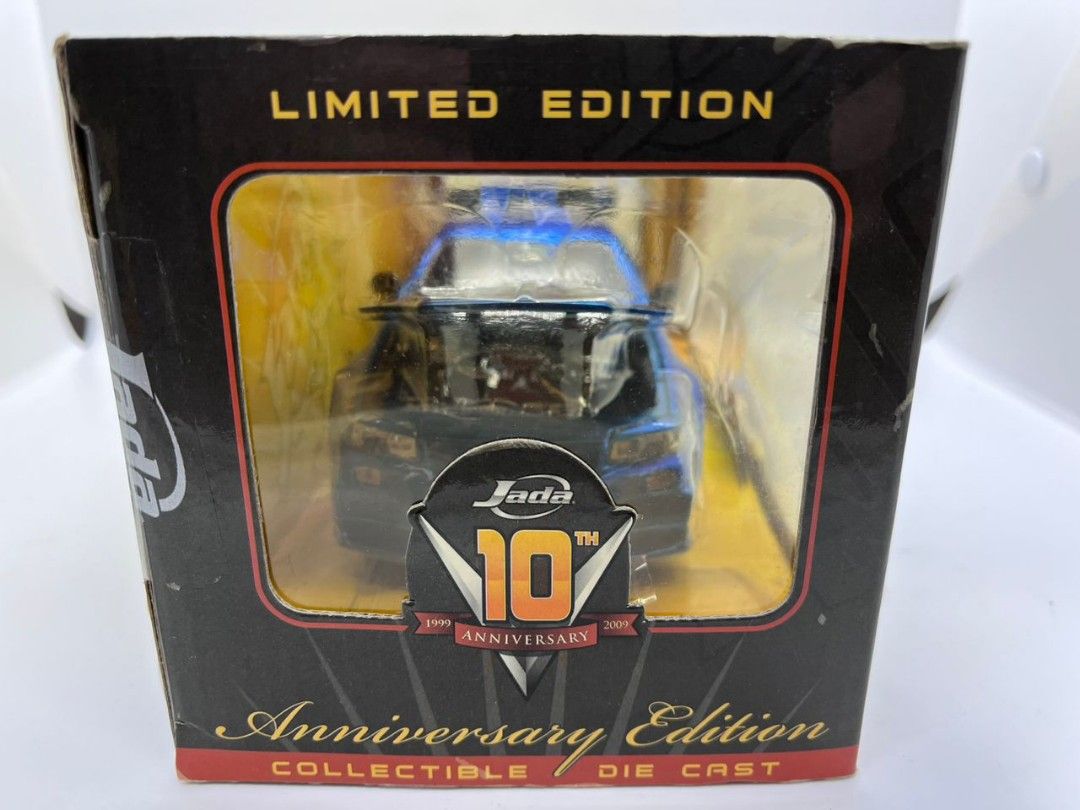 LIMITED EDITION
Jada
Jada
10TH
1999 ANNIVERSARY 2009
Anniversary Edition
COLLECTIBLE DIE CAST